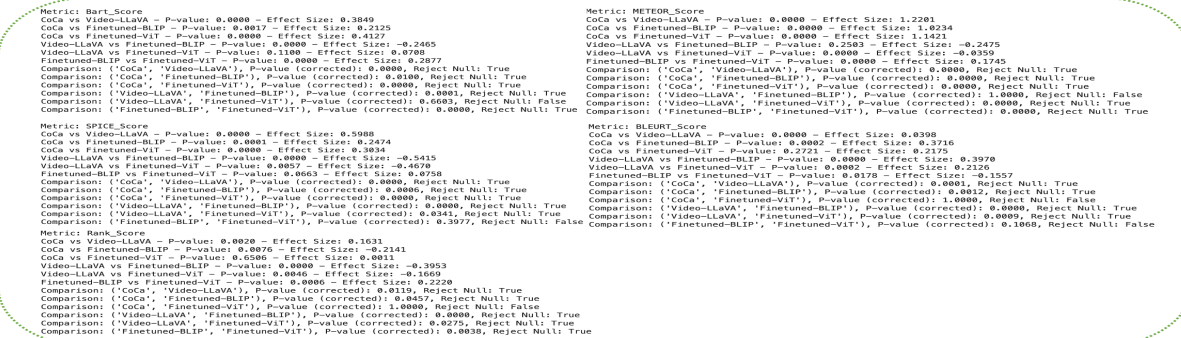 Metric: Bart_Score
CoCa vs Video-LLaVA – P-value: 0.0000 – Effect Size: 0.3849
CoCa vs Finetuned-BLIP – P-value: 0.0017 – Effect Size: 0.2125
CoCa vs Finetuned-ViT – P-value: 0.0000 – Effect Size: 0.4127
Video-LLaVA vs Finetuned-BLIP – P-value: 0.0000 – Effect Size: -0.2465
Video-LLaVA vs Finetuned-ViT – P-value: 0.1100 – Effect Size: 0.0708
Finetuned-BLIP vs Finetuned-ViT – P-value: 0.0000 – Effect Size: 0.2877
Comparison: ('CoCa', 'Video-LLaVA'), P-value (corrected): 0.0000, Reject Null: True
Comparison: ('CoCa', 'Finetuned-BLIP'), P-value (corrected): 0.0100, Reject Null: True
Comparison: ('CoCa', 'Finetuned-ViT'), P-value (corrected): 0.0000, Reject Null: True
Comparison: ('Video-LLaVA', 'Finetuned-BLIP'), P-value (corrected): 0.0001, Reject Null: True
Comparison: ('Video-LLaVA', 'Finetuned-ViT'), P-value (corrected): 0.6603, Reject Null: False
Comparison: ('Finetuned-BLIP', 'Finetuned-ViT'), P-value (corrected): 0.0000, Reject Null: True
Metric: METEOR_Score
CoCa vs Video-LLaVA – P-value: 0.0000 – Effect Size: 1.2201
CoCa vs Finetuned-BLIP – P-value: 0.0000 – Effect Size: 1.0234
CoCa vs Finetuned-ViT – P-value: 0.0000 – Effect Size: 1.1421
Video-LLaVA vs Finetuned-BLIP – P-value: 0.2503 – Effect Size: -0.2475
Video-LLaVA vs Finetuned-ViT – P-value: 0.0000 – Effect Size: -0.0359
Finetuned-BLIP vs Finetuned-ViT – P-value: 0.0000 – Effect Size: 0.1745
Comparison: ('CoCa', 'Video-LLaVA'), P-value (corrected): 0.0000, Reject Null: True
Comparison: ('CoCa', 'Finetuned-BLIP'), P-value (corrected): 0.0000, Reject Null: True
Comparison: ('CoCa', 'Finetuned-ViT'), P-value (corrected): 0.0000, Reject Null: True
Comparison: ('Video-LLaVA', 'Finetuned-BLIP'), P-value (corrected): 1.0000, Reject Null: False
Comparison: ('Video-LLaVA', 'Finetuned-ViT'), P-value (corrected): 0.0000, Reject Null: True
Comparison: ('Finetuned-BLIP', 'Finetuned-ViT'), P-value (corrected): 0.0000, Reject Null: True
Metric: SPICE_Score
CoCa vs Video-LLaVA – P-value: 0.0000 – Effect Size: 0.5988
CoCa vs Finetuned-BLIP – P-value: 0.0001 – Effect Size: 0.2474
CoCa vs Finetuned-ViT – P-value: 0.0000 – Effect Size: 0.3034
Video-LLaVA vs Finetuned-BLIP – P-value: 0.0000 – Effect Size: -0.5415
Video-LLaVA vs Finetuned-ViT – P-value: 0.0057 – Effect Size: -0.4670
Finetuned-BLIP vs Finetuned-ViT – P-value: 0.0663 – Effect Size: 0.0758
Comparison: ('CoCa', 'Video-LLaVA'), P-value (corrected): 0.0000, Reject Null: True
Comparison: ('CoCa', 'Finetuned-BLIP'), P-value (corrected): 0.0006, Reject Null: True
Comparison: ('CoCa', 'Finetuned-ViT'), P-value (corrected): 0.0000, Reject Null: True
Comparison: ('Video-LLaVA', 'Finetuned-BLIP'), P-value (corrected): 0.0000, Reject Null: True
Comparison: ('Video-LLaVA', 'Finetuned-ViT'), P-value (corrected): 0.0341, Reject Null: True
Comparison: ('Finetuned-BLIP', 'Finetuned-ViT'), P-value (corrected): 0.3977, Reject Null: False
Metric: BLEURT_Score
CoCa vs Video-LLaVA – P-value: 0.0000 – Effect Size: 0.0398
CoCa vs Finetuned-BLIP – P-value: 0.0002 – Effect Size: 0.3716
CoCa vs Finetuned-ViT – P-value: 0.2721 – Effect Size: 0.2175
Video-LLaVA vs Finetuned-BLIP – P-value: 0.0000 – Effect Size: 0.3970
Video-LLaVA vs Finetuned-ViT – P-value: 0.0002 – Effect Size: 0.2126
Finetuned-BLIP vs Finetuned-ViT – P-value: 0.0178 – Effect Size: -0.1557
Comparison: ('CoCa', 'Video-LLaVA'), P-value (corrected): 0.0001, Reject Null: True
Comparison: ('CoCa', 'Finetuned-BLIP'), P-value (corrected): 0.0012, Reject Null: True
Comparison: ('CoCa', 'Finetuned-ViT'), P-value (corrected): 1.0000, Reject Null: False
Comparison: ('Video-LLaVA', 'Finetuned-BLIP'), P-value (corrected): 0.0000, Reject Null: True
Comparison: ('Video-LLaVA', 'Finetuned-ViT'), P-value (corrected): 0.0009, Reject Null: True
Comparison: ('Finetuned-BLIP', 'Finetuned-ViT'), P-value (corrected): 0.1068, Reject Null: False
Metric: Rank_Score
CoCa vs Video-LLaVA – P-value: 0.0020 – Effect Size: 0.1631
CoCa vs Finetuned-BLIP – P-value: 0.0076 – Effect Size: -0.2141
CoCa vs Finetuned-ViT – P-value: 0.6506 – Effect Size: 0.0011
Video-LLaVA vs Finetuned-BLIP – P-value: 0.0000 – Effect Size: -0.3953
Video-LLaVA vs Finetuned-ViT – P-value: 0.0046 – Effect Size: -0.1669
Finetuned-BLIP vs Finetuned-ViT – P-value: 0.0006 – Effect Size: 0.2220
Comparison: ('CoCa', 'Video-LLaVA'), P-value (corrected): 0.0119, Reject Null: True
Comparison: ('CoCa', 'Finetuned-BLIP'), P-value (corrected): 0.0457, Reject Null: True
Comparison: ('CoCa', 'Finetuned-ViT'), P-value (corrected): 1.0000, Reject Null: False
Comparison: ('Video-LLaVA', 'Finetuned-BLIP'), P-value (corrected): 0.0000, Reject Null: True
Comparison: ('Video-LLaVA', 'Finetuned-ViT'), P-value (corrected): 0.0275, Reject Null: True
Comparison: ('Finetuned-BLIP', 'Finetuned-ViT'), P-value (corrected): 0.0038, Reject Null: True